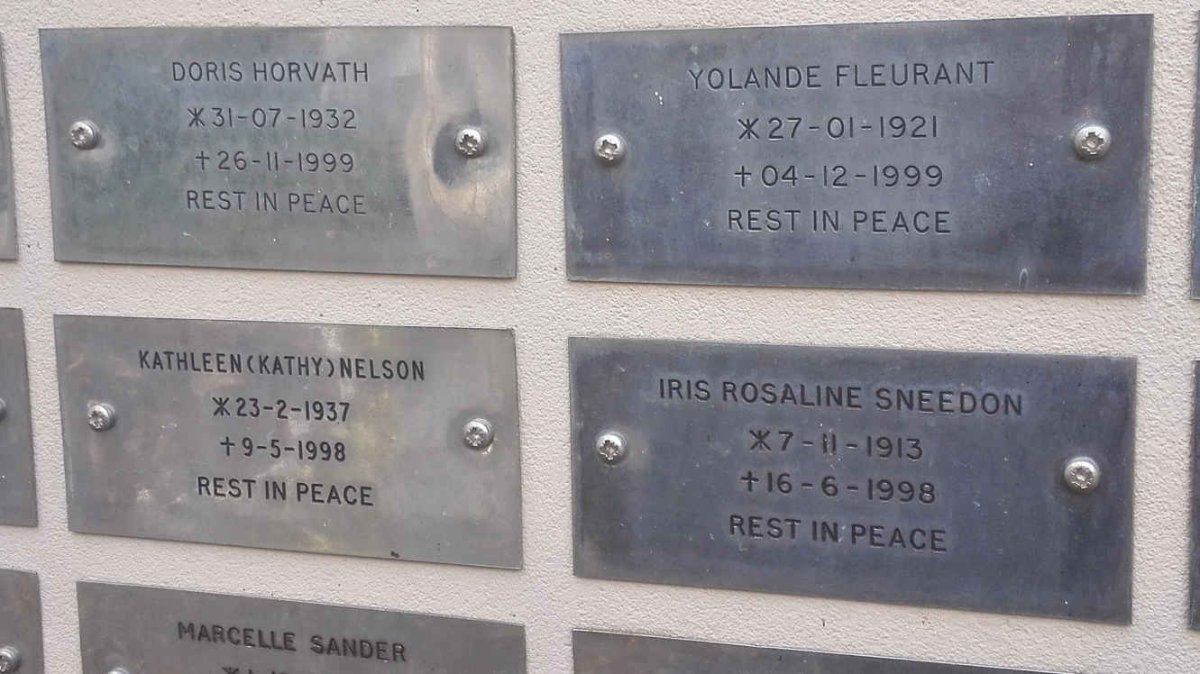 DORIS HORVATH
⚹ 31-07-1932
† 26-11-1999
REST IN PEACE
YOLANDE FLEURANT
⚹ 27-01-1921
† 04-12-1999
REST IN PEACE
KATHLEEN (KATHY) NELSON
⚹ 23-2-1937
† 9-5-1998
REST IN PEACE
IRIS ROSALINE SNEEDON
⚹ 7-11-1913
† 16-6-1998
REST IN PEACE
MARCELLE SANDER